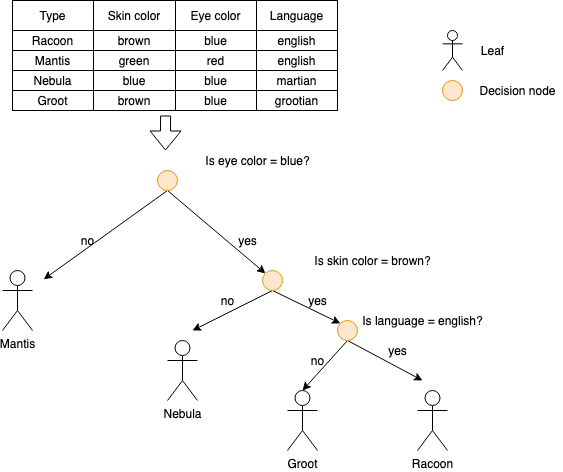 Type Skin color Eye color Language
Racoon brown blue english
Mantis green red english
Nebula blue blue martian
Groot brown blue grootian
Leaf
Decision node
Is eye color = blue?
no yes
Is skin color = brown?
no yes
Mantis
Is language = english?
no yes
Nebula
Groot Racoon